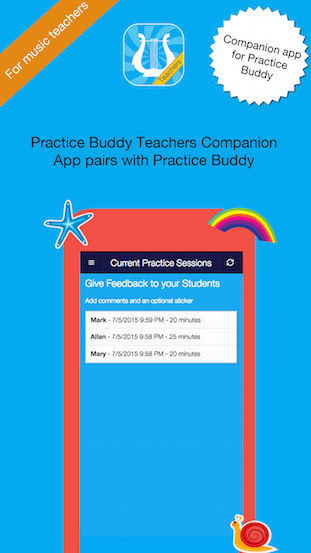 For music teachers
Teachers
Companion app
for Practice
Buddy
Practice Buddy Teachers Companion
App pairs with Practice Buddy
Current Practice Sessions
Give Feedback to your Students
Add comments and an optional sticker
Mark - 7/5/2015 9:59 PM - 20 minutes
Allan - 7/5/2015 9:58 PM - 25 minutes
Mary - 7/5/2015 9:58 PM - 20 minutes